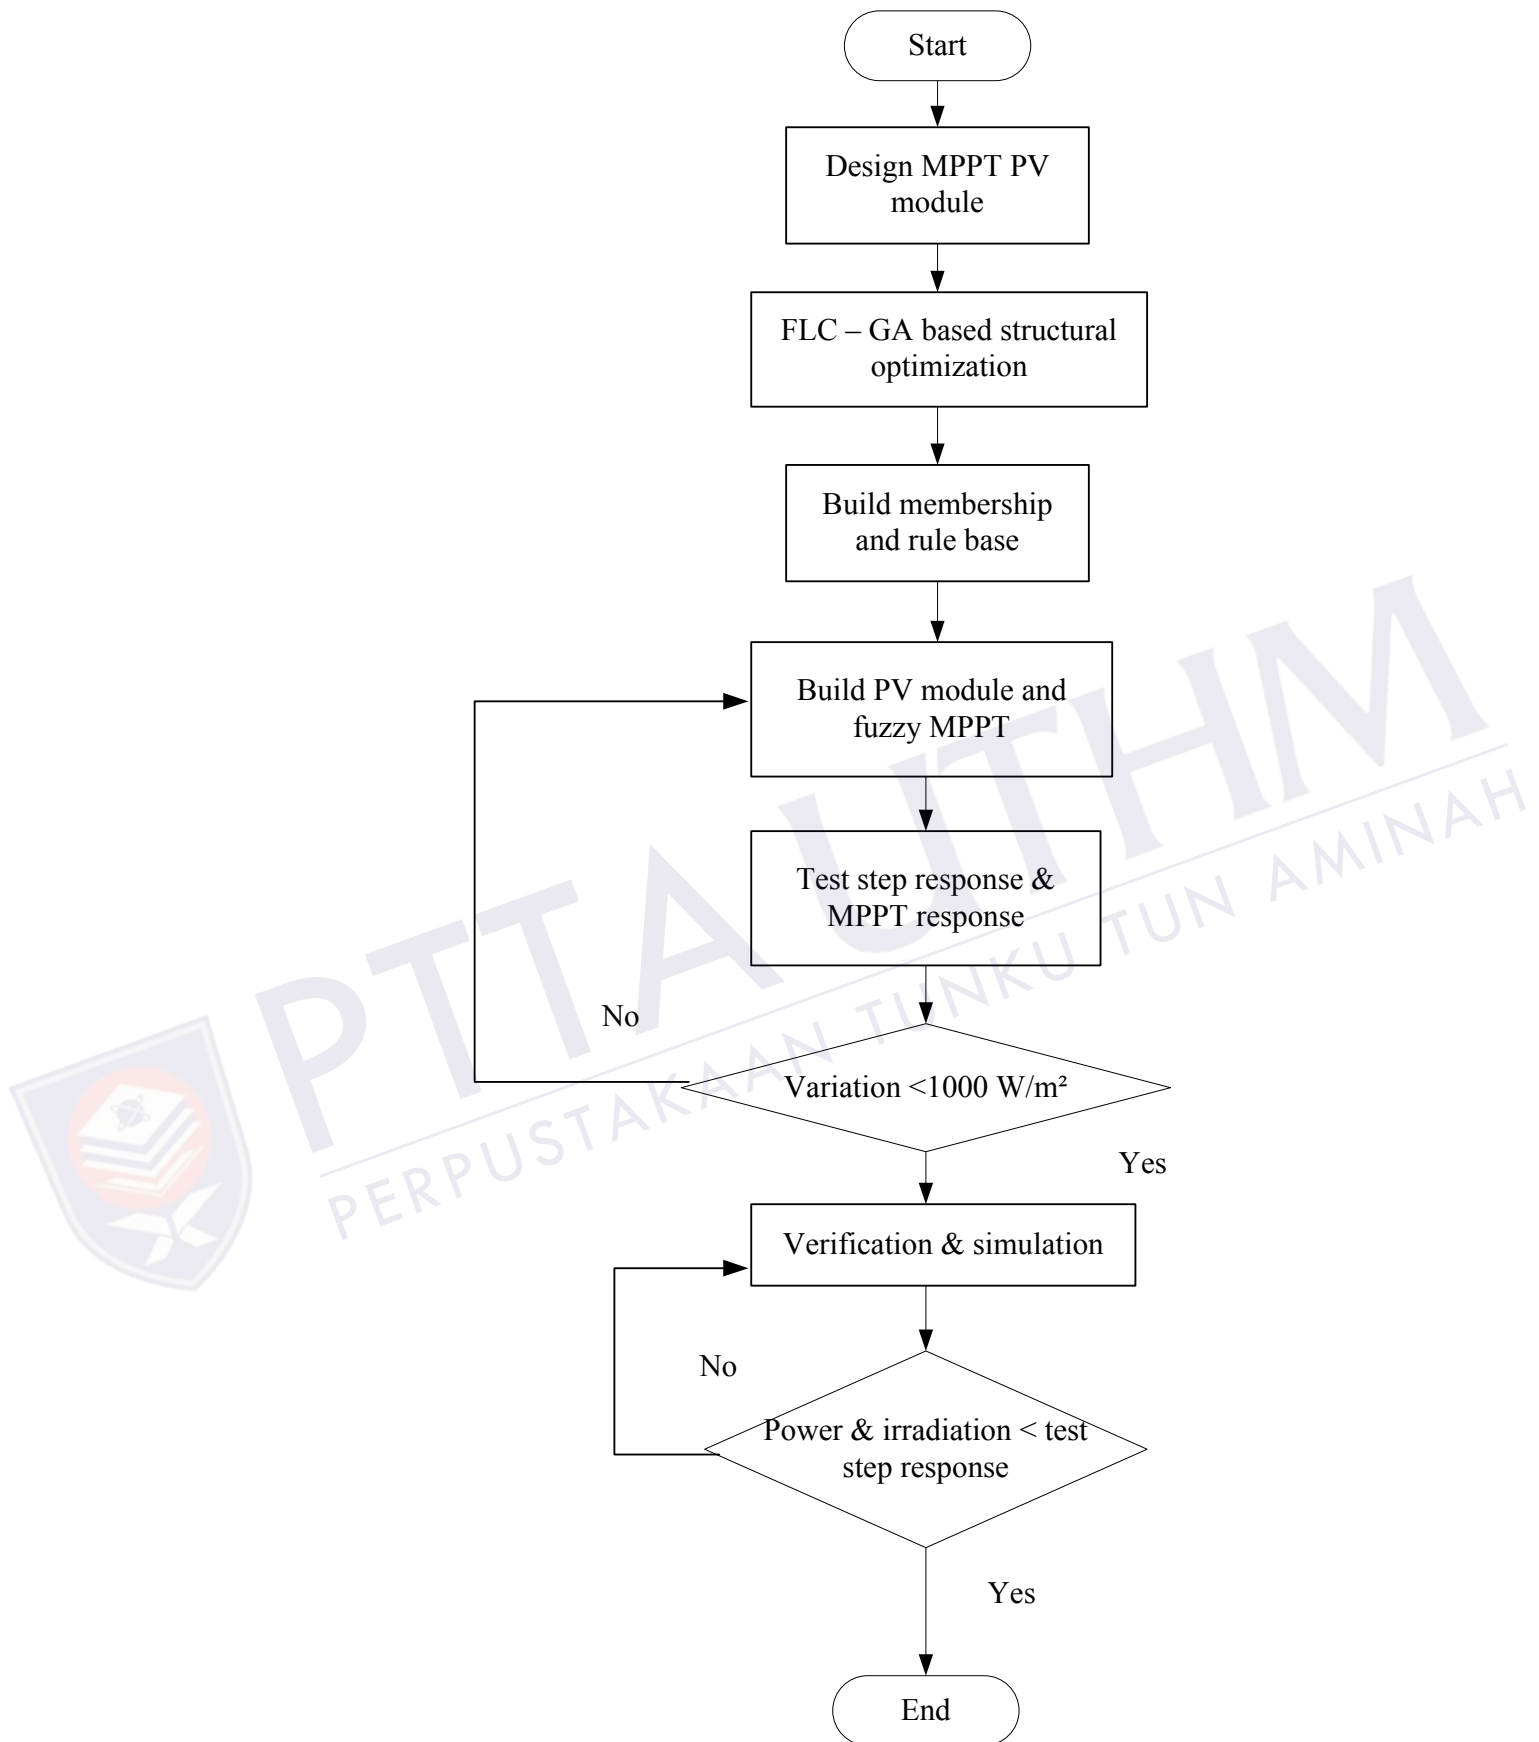 Start
Design MPPT PV
module
FLC – GA based structural
optimization
Build membership
and rule base
Build PV module and
fuzzy MPPT
Test step response &
MPPT response
No
Variation <1000 W/m²
Yes
Verification & simulation
No
Power & irradiation < test
step response
Yes
End
PTTA UTHM
PERPUSTAKAAN TUNKU TUN AMINAH